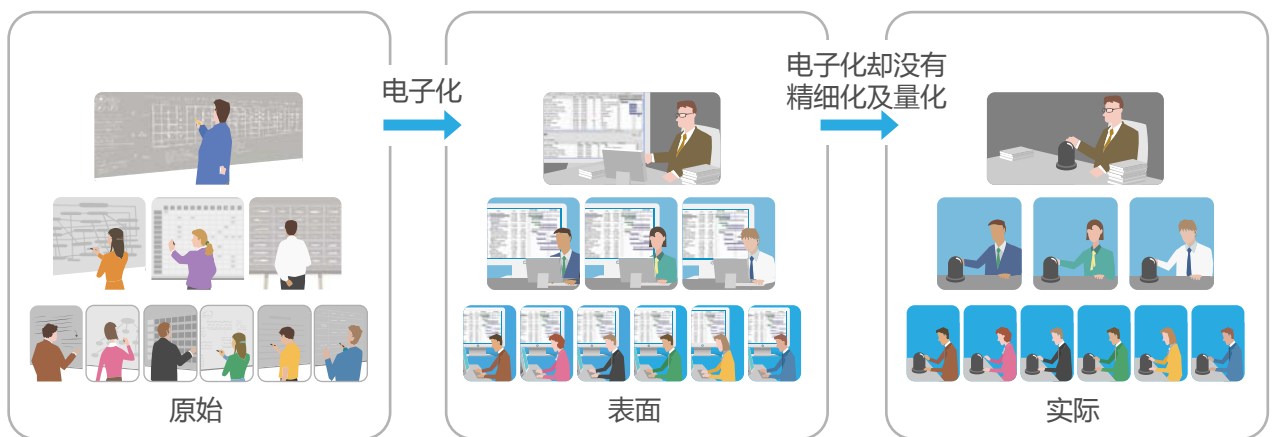 电子化
电子化却没有
精细化及量化
原始
表面
实际